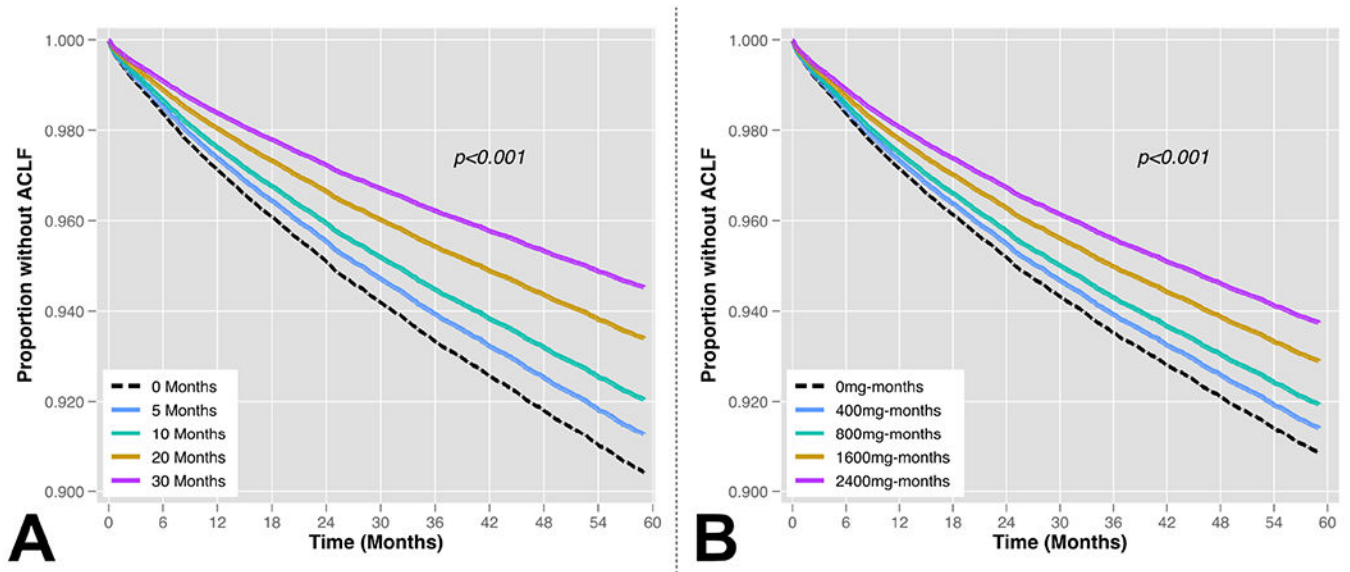 1.000
0.980
0.960
0.940
0.920
0.900
Proportion without ACLF
p<0.001
0 Months
5 Months
10 Months
20 Months
30 Months
0 6 12 18 24 30 36 42 48 54 60
Time (Months)
A
1.000
0.980
0.960
0.940
0.920
0.900
Proportion without ACLF
p<0.001
0mg-months
400mg-months
800mg-months
1600mg-months
2400mg-months
0 6 12 18 24 30 36 42 48 54 60
Time (Months)
B